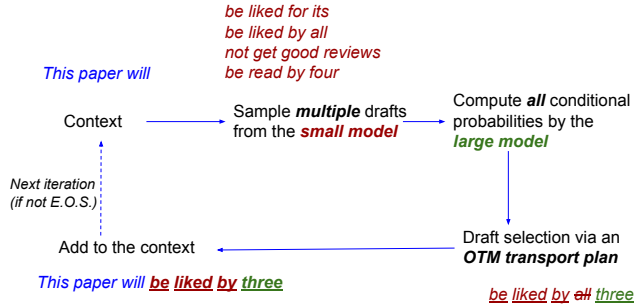 be liked for its
be liked by all
not get good reviews
be read by four
This paper will
Context
Sample multiple drafts
from the small model
Compute all conditional
probabilities by the
large model
Next iteration
(if not E.O.S.)
Add to the context
Draft selection via an
OTM transport plan
This paper will be liked by three
be liked by all three